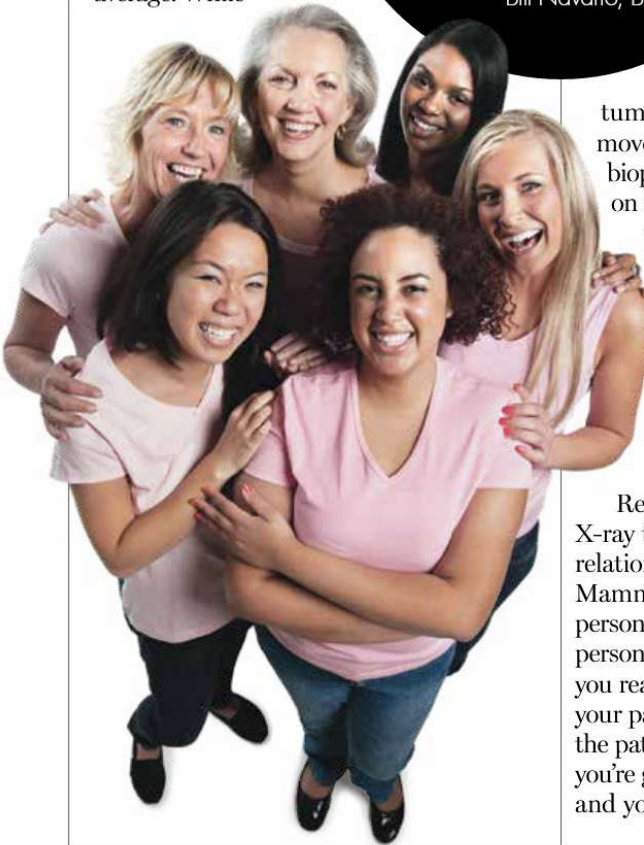 average. While
Bill Navarro, B
tum
move
biop
on
Re
X-ray t
relation
Mamm
person
person
you rea
your pa
the pat
you're g
and yo